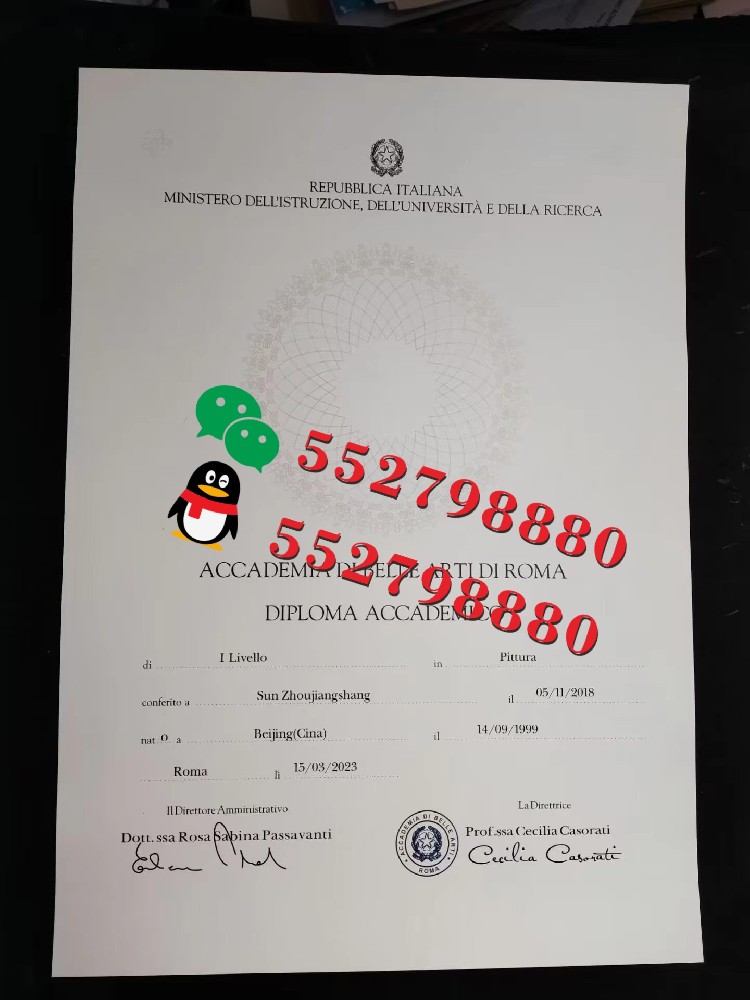 REPUBBLICA ITALIANA
MINISTERO DELL'ISTRUZIONE, DELL'UNIVERSITÀ E DELLA RICERCA
552798880
552798880
ACCADEMIA DI BELLE ARTI DI ROMA
DIPLOMA ACCADEMICO
di I Livello in Pittura
conferito a Sun Zhoujiangshang il 05/11/2018
nat o a Beijing(Cina) il 14/09/1999
Roma li 15/03/2023
Il Direttore Amministrativo
La Direttrice
Dott.ssa Rosa Sabina Passavanti
Prof.ssa Cecilia Casorati
ACCADEMIA DI BELLE ARTI
ROMA
Cecilia Casorati